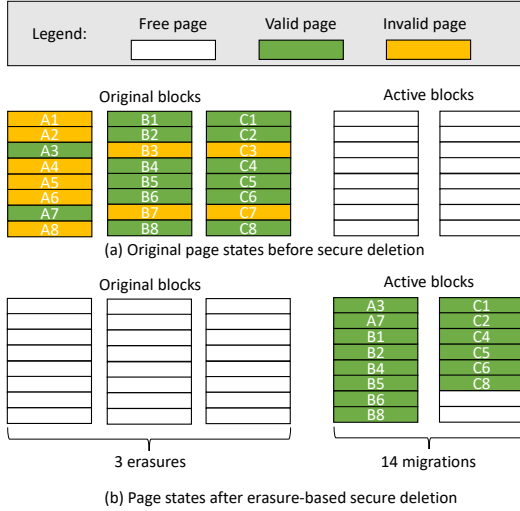 Legend:
Free page
Valid page
Invalid page
Original blocks
Active blocks
A1
A2
A3
A4
A5
A6
A7
A8
B1
B2
B3
B4
B5
B6
B7
B8
C1
C2
C3
C4
C5
C6
C7
C8
(a) Original page states before secure deletion
Original blocks
Active blocks
A3
A7
B1
B2
B4
B5
B6
B8
C1
C2
C4
C5
C6
C8
3 erasures
14 migrations
(b) Page states after erasure-based secure deletion